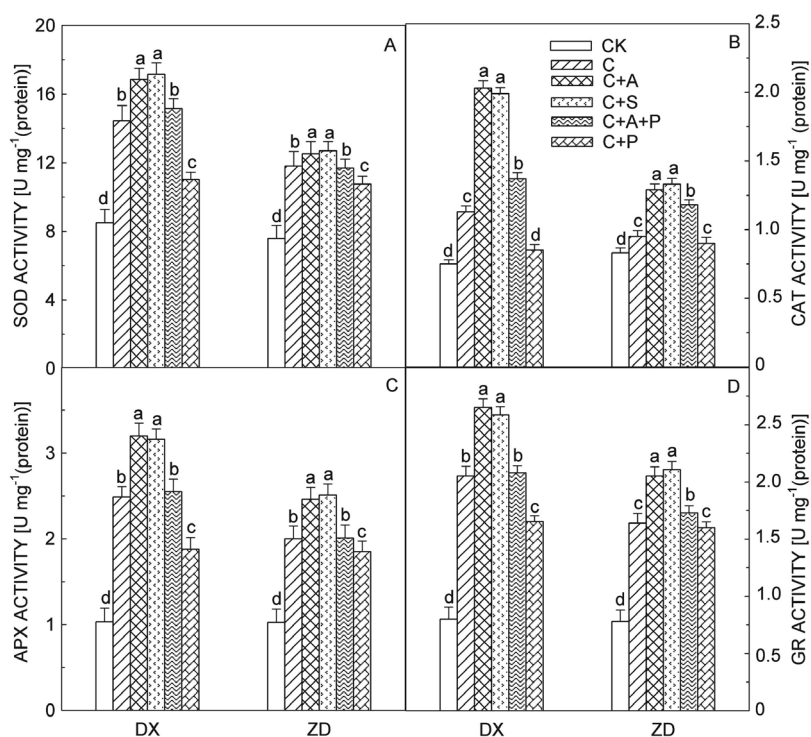 20
16
12
8
4
0
SOD ACTIVITY [U mg⁻¹(protein)]
A
d b a a b c
d b a a b c
B
CK
C
C+A
C+S
C+A+P
C+P
d c a a b d
d c a a b c
2.5
2.0
1.5
1.0
0.5
0
CAT ACTIVITY [U mg⁻¹ (protein)]
3
2
1
0
APX ACTIVITY [U mg⁻¹(protein)]
C
d b a a b c
d b a a b c
DX ZD
D
d b a a b c
d b a a b c
DX ZD
2.5
2.0
1.5
1.0
0.5
0
GR ACTIVITY [U mg⁻¹(protein)]